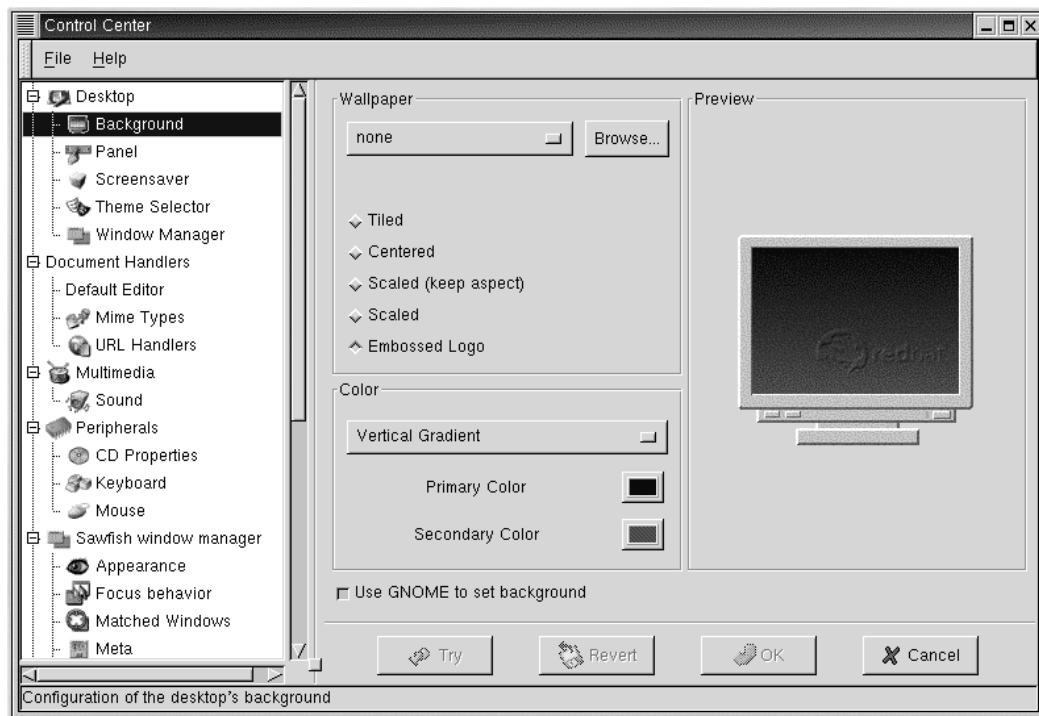 Control Center
File Help
Desktop
Background
Panel
Screensaver
Theme Selector
Window Manager
Document Handlers
Default Editor
Mime Types
URL Handlers
Multimedia
Sound
Peripherals
CD Properties
Keyboard
Mouse
Sawfish window manager
Appearance
Focus behavior
Matched Windows
Meta
Wallpaper
none Browse...
Tiled
Centered
Scaled (keep aspect)
Scaled
Embossed Logo
Color
Vertical Gradient
Primary Color
Secondary Color
Preview
redhat
Use GNOME to set background
Try Revert OK Cancel
Configuration of the desktop's background